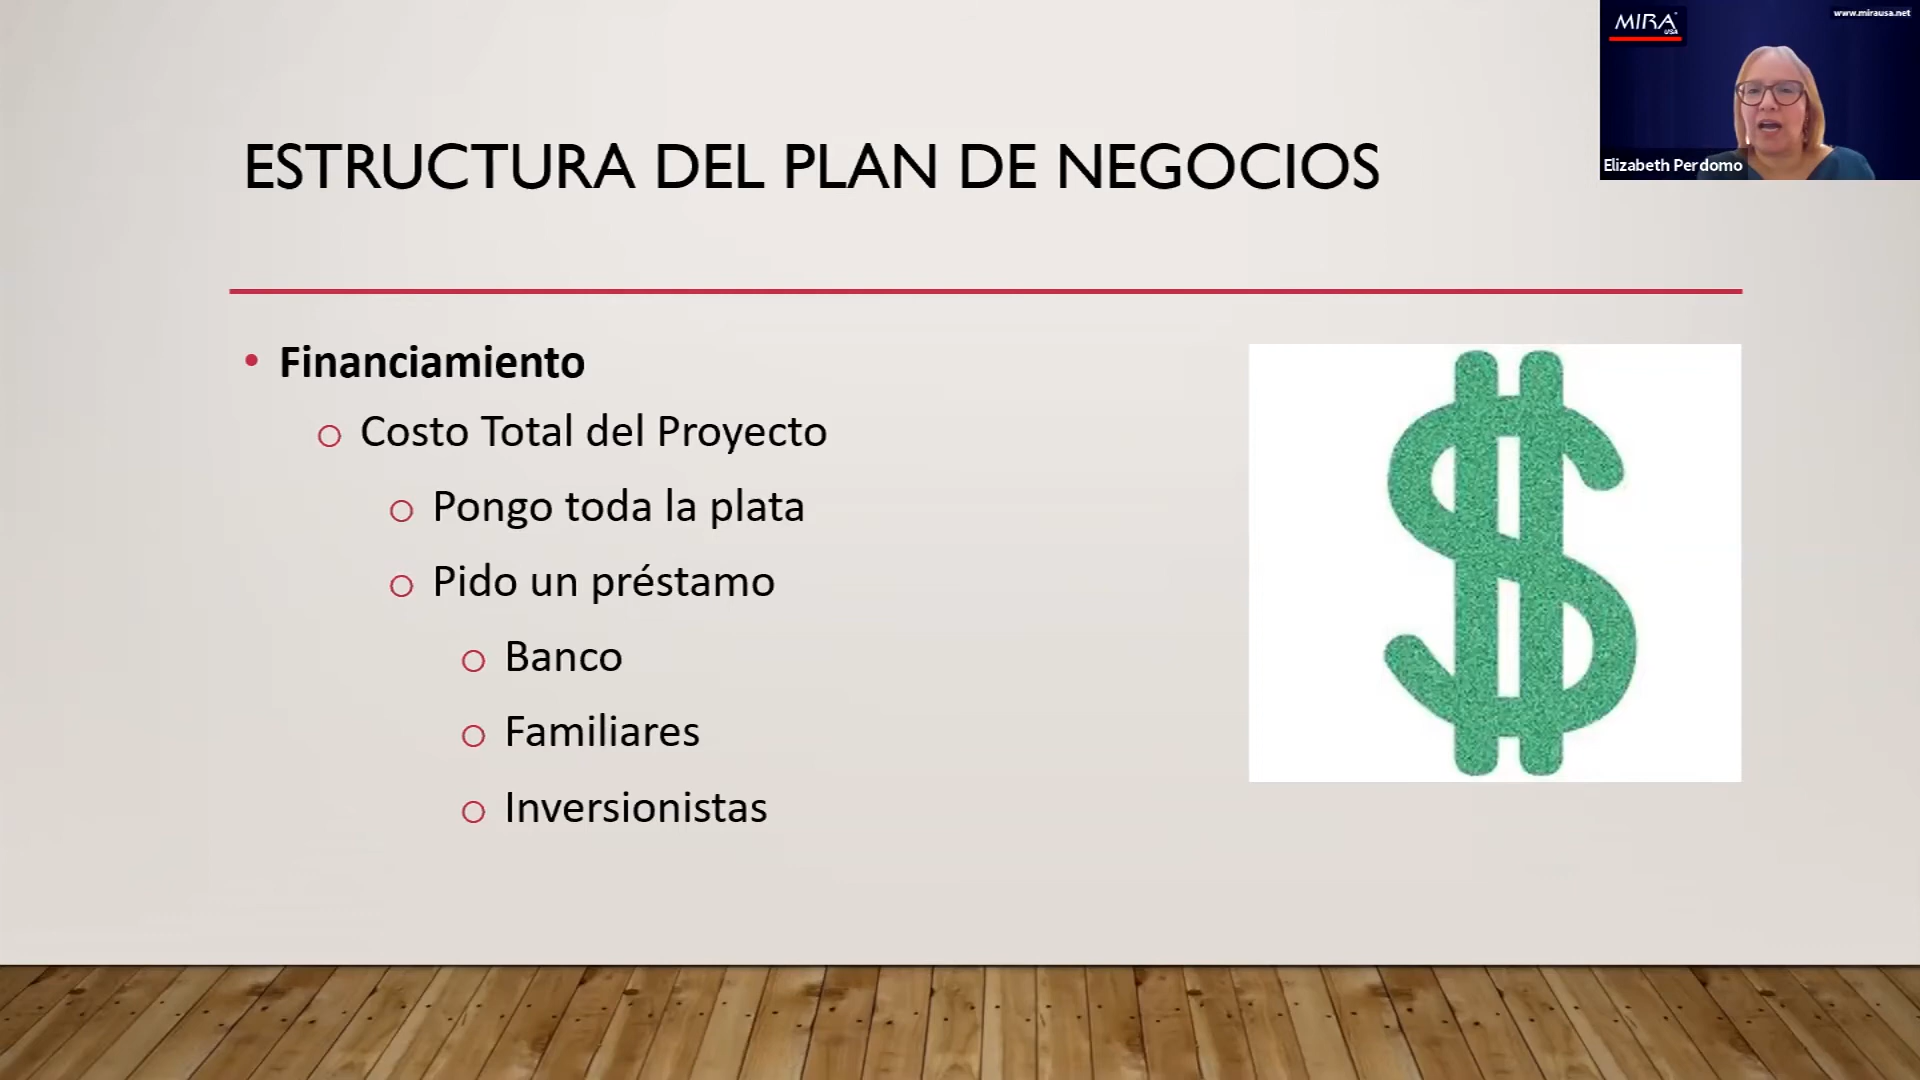 MIRA
USA
www.mirausa.net
Elizabeth Perdomo
ESTRUCTURA DEL PLAN DE NEGOCIOS
• Financiamiento
o Costo Total del Proyecto
o Pongo toda la plata
o Pido un préstamo
o Banco
o Familiares
o Inversionistas